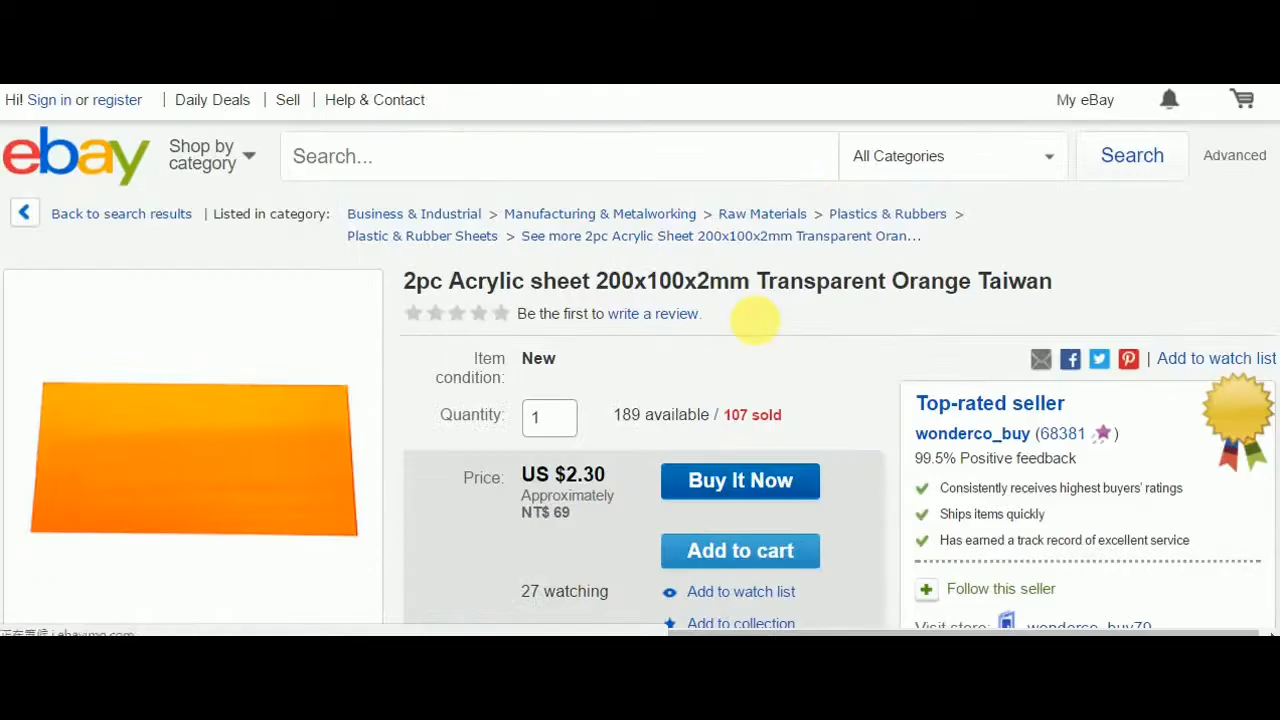 Hi! Sign in or register | Daily Deals | Sell | Help & Contact My eBay
ebay Shop by category Search... All Categories Search Advanced
Back to search results | Listed in category: Business & Industrial > Manufacturing & Metalworking > Raw Materials > Plastics & Rubbers >
Plastic & Rubber Sheets > See more 2pc Acrylic Sheet 200x100x2mm Transparent Oran...
2pc Acrylic sheet 200x100x2mm Transparent Orange Taiwan
Be the first to write a review.
Item condition: New
Quantity: 1 189 available / 107 sold
Price: US $2.30
Approximately
NT$ 69
Buy It Now
Add to cart
27 watching
Add to watch list
Add to collection
| Add to watch list
Top-rated seller
wonderco_buy (68381 )
99.5% Positive feedback
Consistently receives highest buyers' ratings
Ships items quickly
Has earned a track record of excellent service
Follow this seller
Visit store: wonderco_buy79